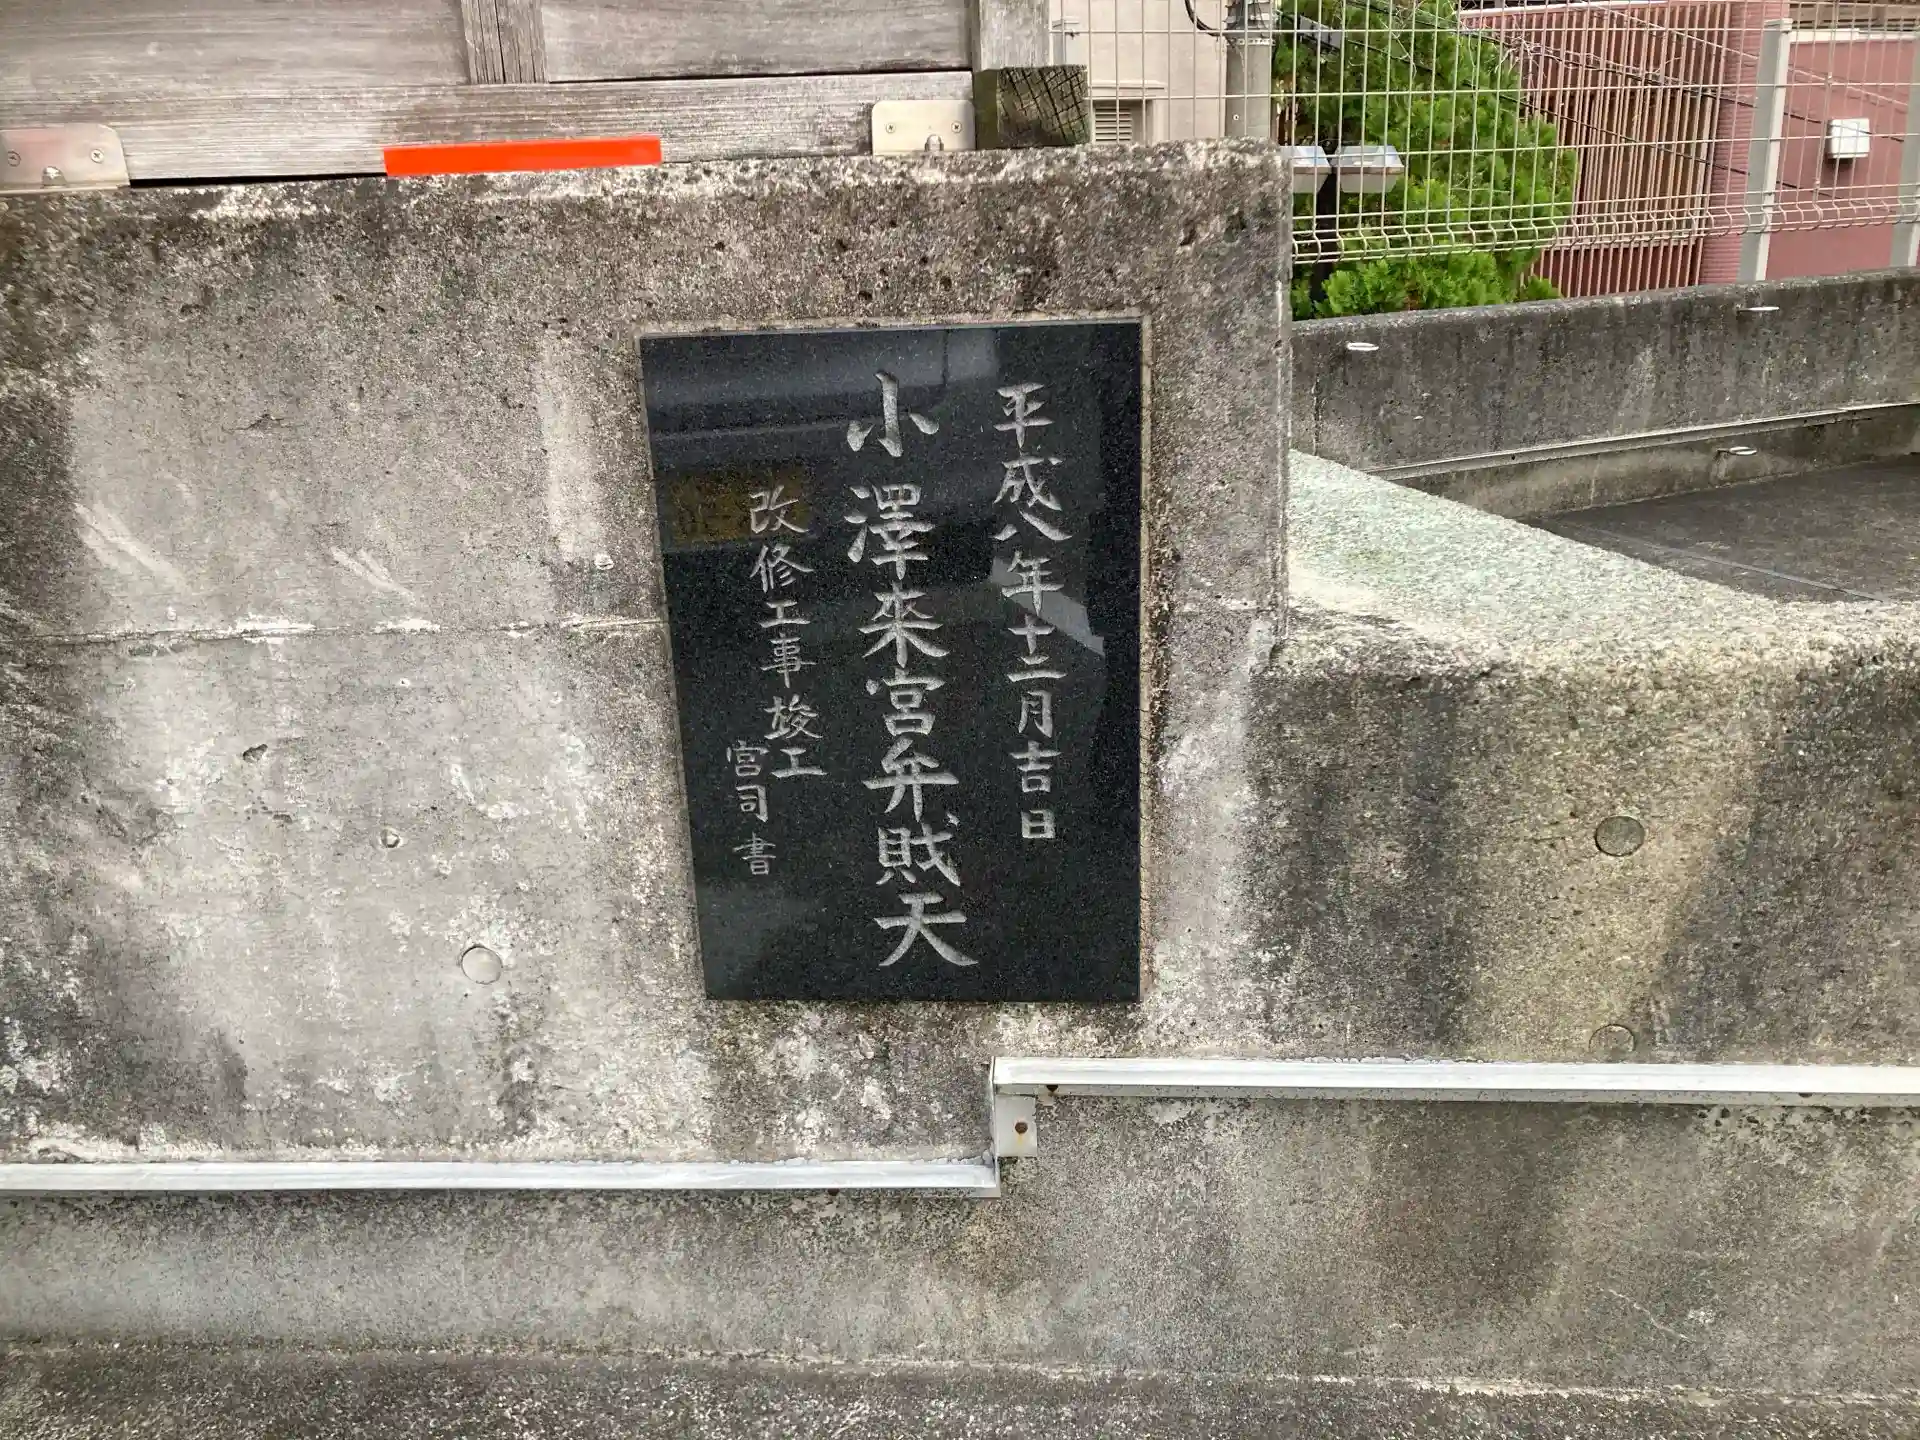 平成八年十二月吉日
小澤來宮弁財天
改修工事竣工
宮司書